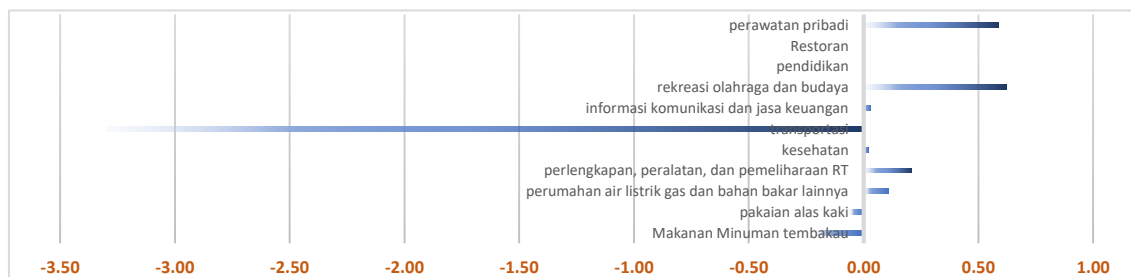 perawatan pribadi
Restoran
pendidikan
rekreasi olahraga dan budaya
informasi komunikasi dan jasa keuangan
transportasi
kesehatan
perlengkapan, peralatan, dan pemeliharaan RT
perumahan air listrik gas dan bahan bakar lainnya
pakaian alas kaki
Makanan Minuman tembakau
-3.50 -3.00 -2.50 -2.00 -1.50 -1.00 -0.50 0.00 0.50 1.00